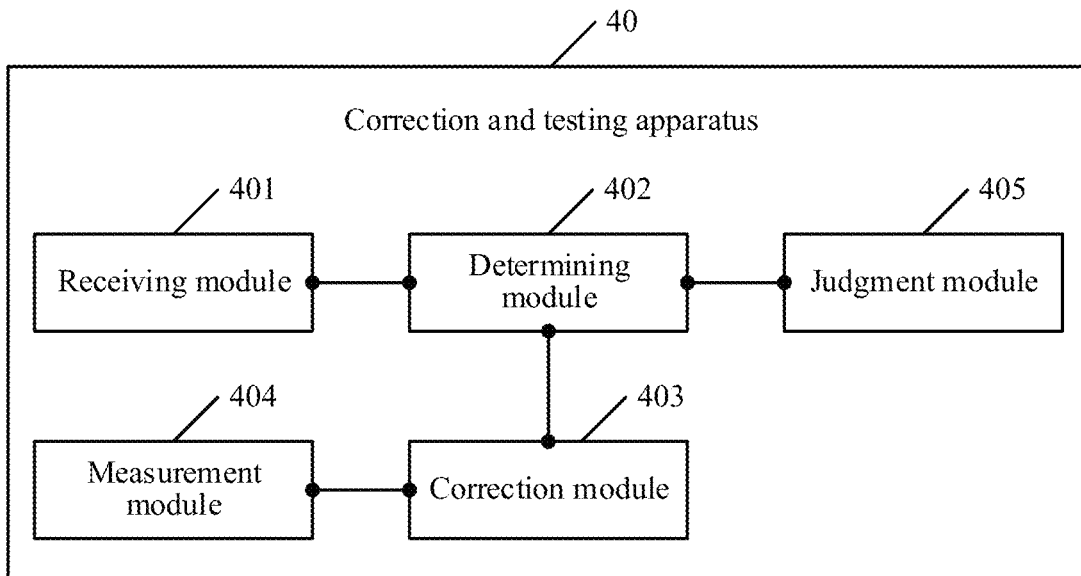 40
Correction and testing apparatus
401
402
405
Receiving module
Determining
module
Judgment module
404
403
Measurement
module
Correction module